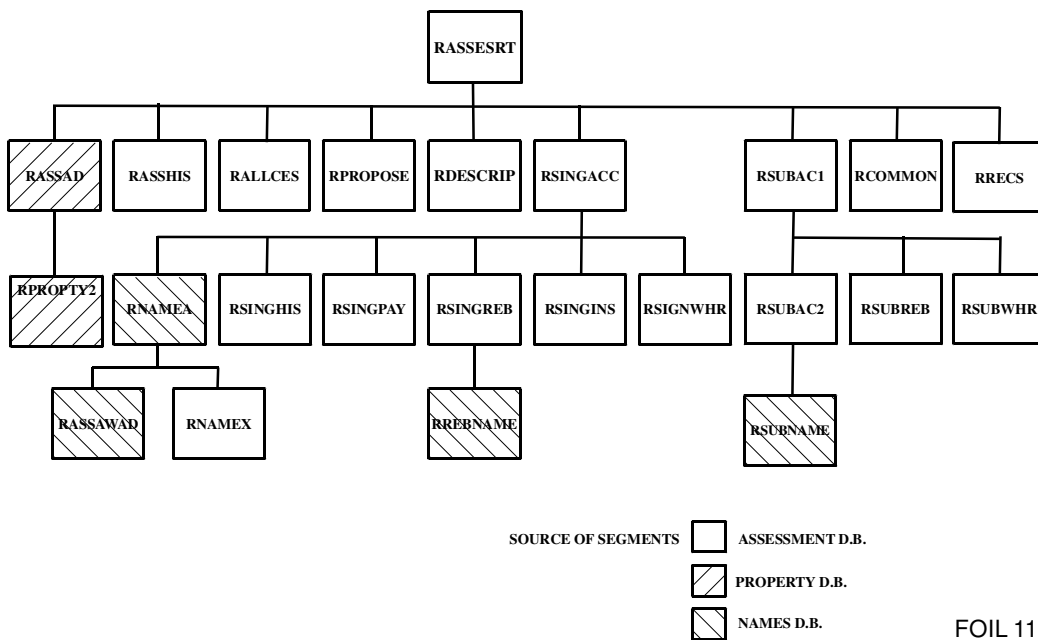 RASSESRT
RASSAD RASSHIS RALLCES RPROPOSE RDESCRIP RSINGACC RSUBAC1 RCOMMON RRECS
RPROPTY2 RNAMEA RSINGHIS RSINGPAY RSINGREB RSINGINS RSIGNWHR RSUBAC2 RSUBREB RSUBWHR
RASSAWAD RNAMEX RREBNAME RSUBNAME
SOURCE OF SEGMENTS ASSESSMENT D.B.
PROPERTY D.B.
NAMES D.B.
FOIL 11